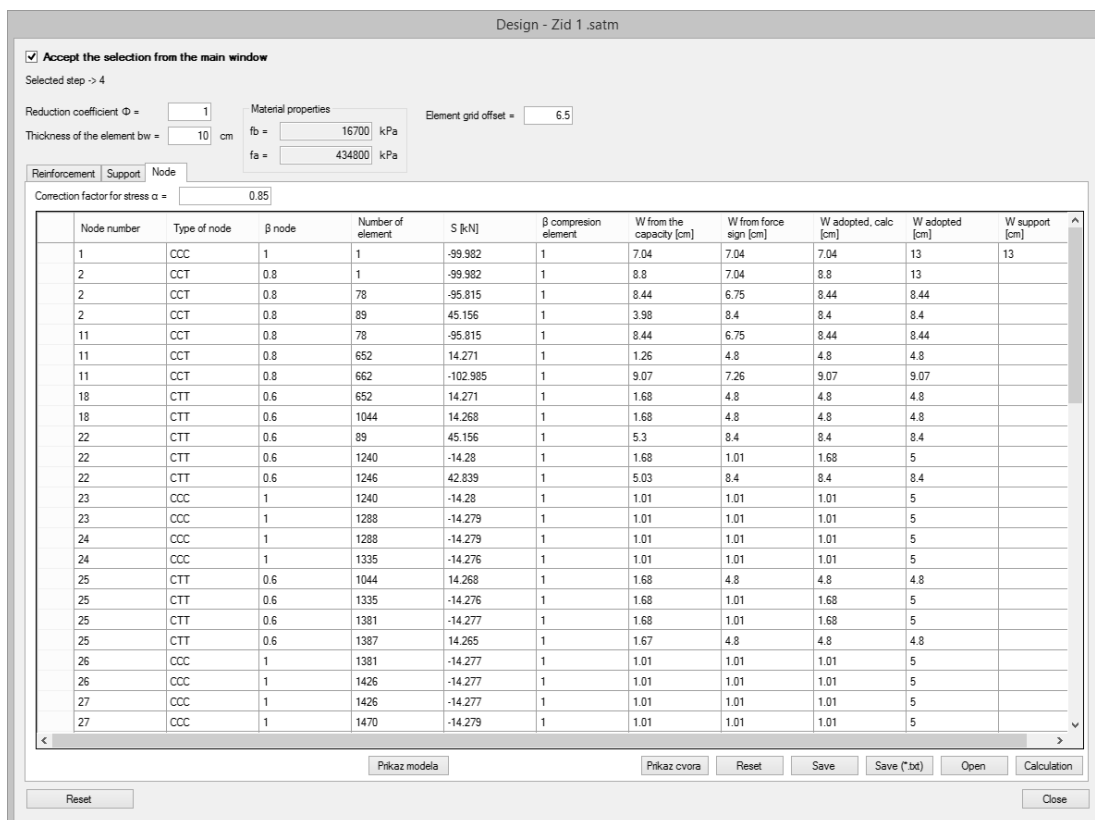 Design - Zid 1 .satm
Accept the selection from the main window
Selected step -> 4
Reduction coefficient Φ = 1
Material properties
Element grid offset = 6.5
Thickness of the element bw = 10 cm
fb = 16700 kPa
fa = 434800 kPa
Reinforcement Support Node
Correction factor for stress α = 0.85
Node number Type of node β node Number of element S [kN] β compresion element W from the capacity [cm] W from force sign [cm] W adopted, calc [cm] W adopted [cm] W support [cm]
1 CCC 1 1 -99.982 1 7.04 7.04 7.04 13 13
2 CCT 0.8 1 -99.982 1 8.8 7.04 8.8 13
2 CCT 0.8 78 -95.815 1 8.44 6.75 8.44 8.44
2 CCT 0.8 89 45.156 1 3.98 8.4 8.4 8.4
11 CCT 0.8 78 -95.815 1 8.44 6.75 8.44 8.44
11 CCT 0.8 652 14.271 1 1.26 4.8 4.8 4.8
11 CCT 0.8 662 -102.985 1 9.07 7.26 9.07 9.07
18 CTT 0.6 652 14.271 1 1.68 4.8 4.8 4.8
18 CTT 0.6 1044 14.268 1 1.68 4.8 4.8 4.8
22 CTT 0.6 89 45.156 1 5.3 8.4 8.4 8.4
22 CTT 0.6 1240 -14.28 1 1.68 1.01 1.68 5
22 CTT 0.6 1246 42.839 1 5.03 8.4 8.4 8.4
23 CCC 1 1240 -14.28 1 1.01 1.01 1.01 5
23 CCC 1 1288 -14.279 1 1.01 1.01 1.01 5
24 CCC 1 1288 -14.279 1 1.01 1.01 1.01 5
24 CCC 1 1335 -14.276 1 1.01 1.01 1.01 5
25 CTT 0.6 1044 14.268 1 1.68 4.8 4.8 4.8
25 CTT 0.6 1335 -14.276 1 1.68 1.01 1.68 5
25 CTT 0.6 1381 -14.277 1 1.68 1.01 1.68 5
25 CTT 0.6 1387 14.265 1 1.67 4.8 4.8 4.8
26 CCC 1 1381 -14.277 1 1.01 1.01 1.01 5
26 CCC 1 1426 -14.277 1 1.01 1.01 1.01 5
27 CCC 1 1426 -14.277 1 1.01 1.01 1.01 5
27 CCC 1 1470 -14.279 1 1.01 1.01 1.01 5
Prikaz modela Prikaz cvora Reset Save Save (*.txt) Open Calculation
Reset Close